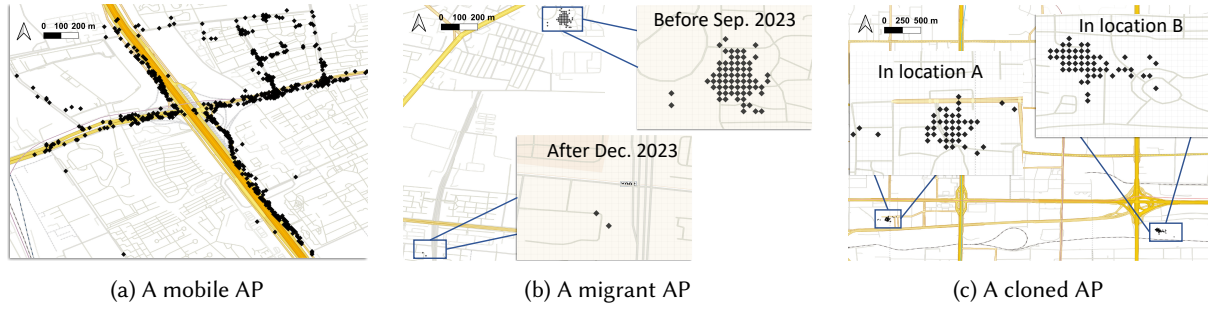 0 100 200 m
0 100 200 m
Before Sep. 2023
After Dec. 2023
0 250 500 m
In location B
In location A
(a) A mobile AP
(b) A migrant AP
(c) A cloned AP